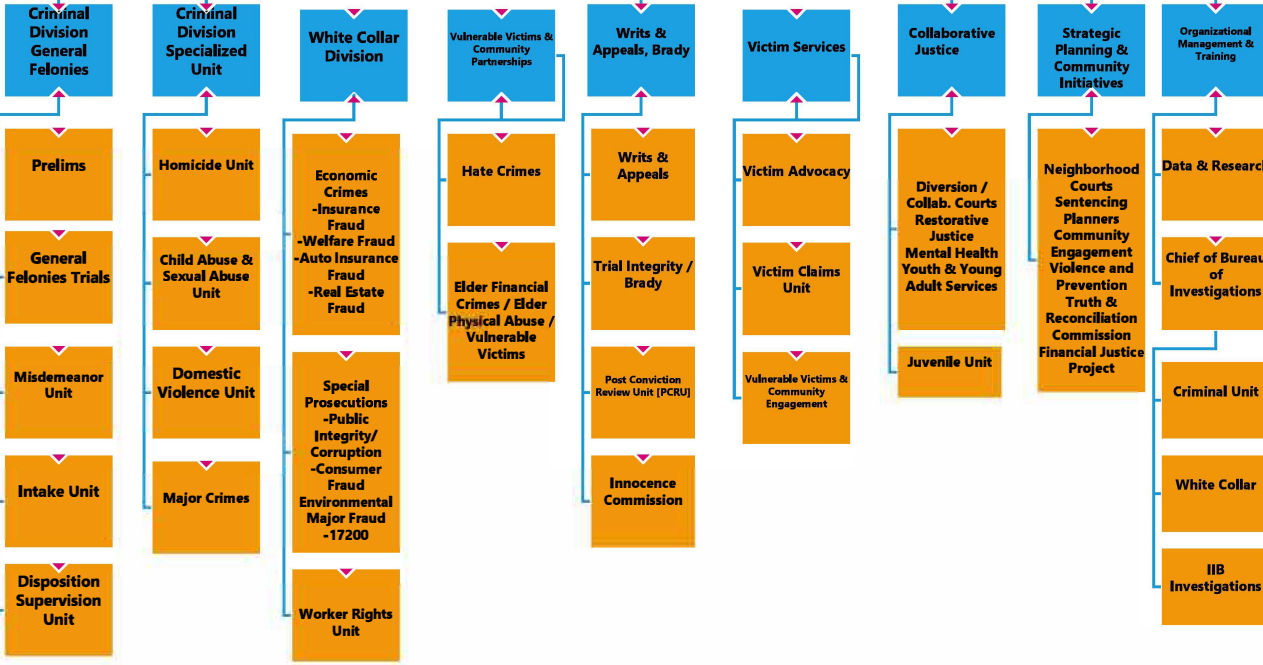 Criminal
Division
General
Felonies
Criminal
Division
Specialized
Unit
White Collar
Division
Vulnerable Victims &
Community
Partnerships
Writs &
Appeals, Brady
Victim Services
Collaborative
Justice
Strategic
Planning &
Community
Initiatives
Organizational
Management &
Training
Prelims
General
Felonies Trials
Misdemeanor
Unit
Intake Unit
Disposition
Supervision
Unit
Homicide Unit
Child Abuse &
Sexual Abuse
Unit
Domestic
Violence Unit
Major Crimes
Economic
Crimes
-Insurance
Fraud
-Welfare Fraud
-Auto Insurance
Fraud
-Real Estate
Fraud
Special
Prosecutions
-Public
Integrity/
Corruption
-Consumer
Fraud
Environmental
Major Fraud
-17200
Worker Rights
Unit
Hate Crimes
Elder Financial
Crimes / Elder
Physical Abuse /
Vulnerable
Victims
Writs &
Appeals
Trial Integrity /
Brady
Post Conviction
Review Unit [PCRU]
Innocence
Commission
Victim Advocacy
Victim Claims
Unit
Vulnerable Victims &
Community
Engagement
Diversion /
Collab. Courts
Restorative
Justice
Mental Health
Youth & Young
Adult Services
Juvenile Unit
Neighborhood
Courts
Sentencing
Planners
Community
Engagement
Violence and
Prevention
Truth &
Reconciliation
Commission
Financial Justice
Project
Data & Research
Chief of Bureau
of
Investigations
Criminal Unit
White Collar
IIB
Investigations